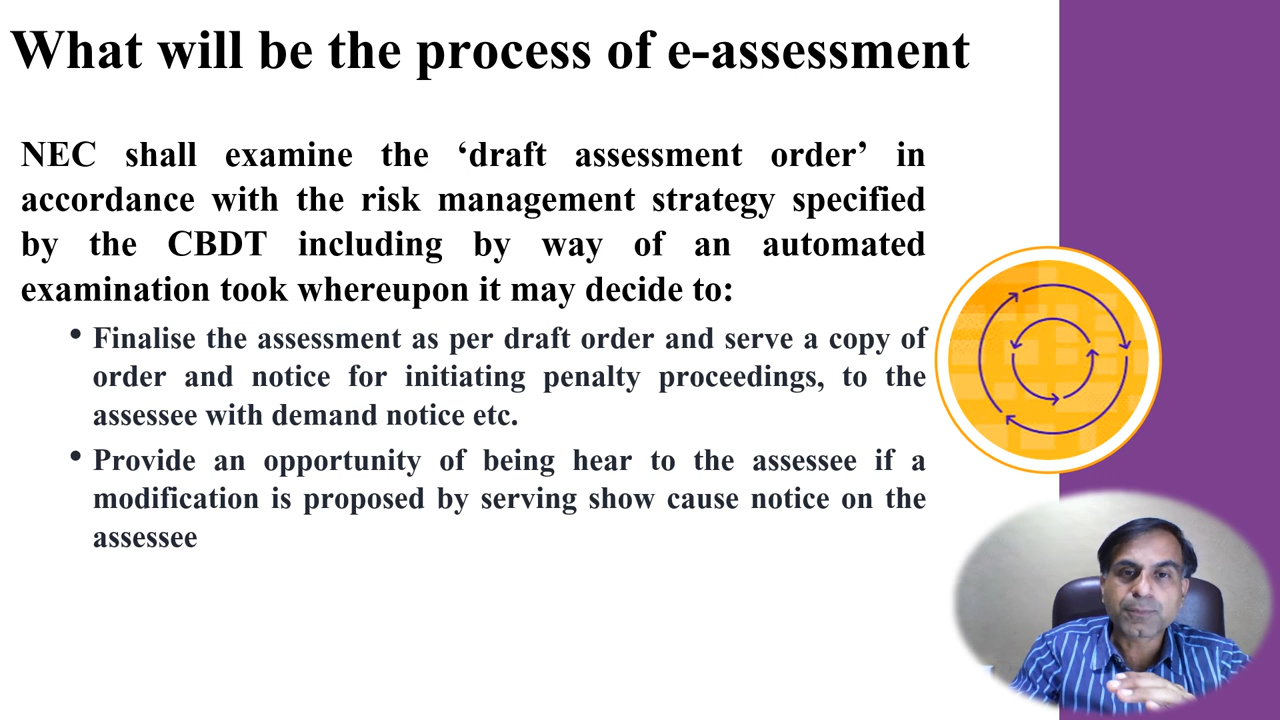 What will be the process of e-assessment
NEC shall examine the ‘draft assessment order’ in
accordance with the risk management strategy specified
by the CBDT including by way of an automated
examination took whereupon it may decide to:
• Finalise the assessment as per draft order and serve a copy of
order and notice for initiating penalty proceedings, to the
assessee with demand notice etc.
• Provide an opportunity of being hear to the assessee if a
modification is proposed by serving show cause notice on the
assessee